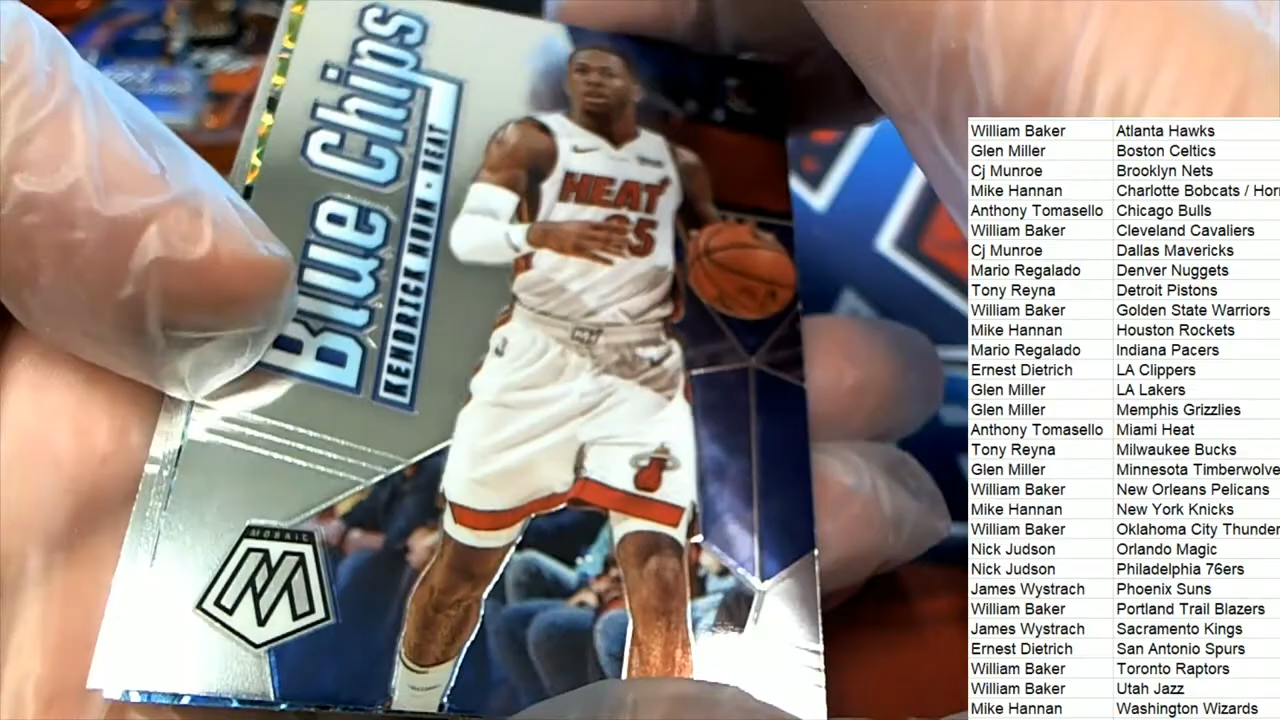 Blue Chips
KENDRICK NUNN • HEAT
HEAT
25
MOSAIC
William Baker Atlanta Hawks
Glen Miller Boston Celtics
Cj Munroe Brooklyn Nets
Mike Hannan Charlotte Bobcats / Hor
Anthony Tomasello Chicago Bulls
William Baker Cleveland Cavaliers
Cj Munroe Dallas Mavericks
Mario Regalado Denver Nuggets
Tony Reyna Detroit Pistons
William Baker Golden State Warriors
Mike Hannan Houston Rockets
Mario Regalado Indiana Pacers
Ernest Dietrich LA Clippers
Glen Miller LA Lakers
Glen Miller Memphis Grizzlies
Anthony Tomasello Miami Heat
Tony Reyna Milwaukee Bucks
Glen Miller Minnesota Timberwolve
William Baker New Orleans Pelicans
Mike Hannan New York Knicks
William Baker Oklahoma City Thunder
Nick Judson Orlando Magic
Nick Judson Philadelphia 76ers
James Wystrach Phoenix Suns
William Baker Portland Trail Blazers
James Wystrach Sacramento Kings
Ernest Dietrich San Antonio Spurs
William Baker Toronto Raptors
William Baker Utah Jazz
Mike Hannan Washington Wizards